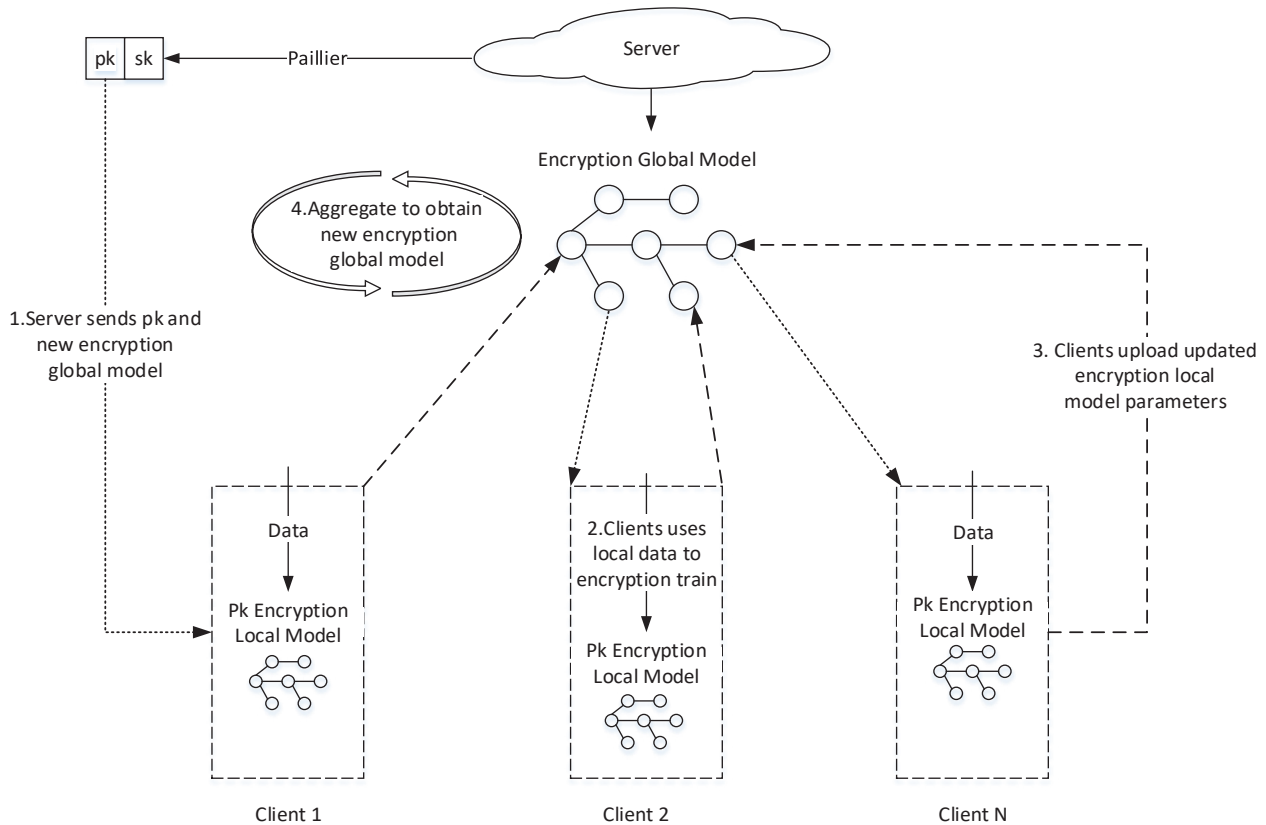 Server
pk
sk
Paillier
Encryption Global Model
4.Aggregate to obtain
new encryption
global model
1.Server sends pk and
new encryption
global model
3. Clients upload updated
encryption local
model parameters
Data
Pk Encryption
Local Model
2.Clients uses
local data to
encryption train
Pk Encryption
Local Model
Data
Pk Encryption
Local Model
Client 1
Client 2
Client N